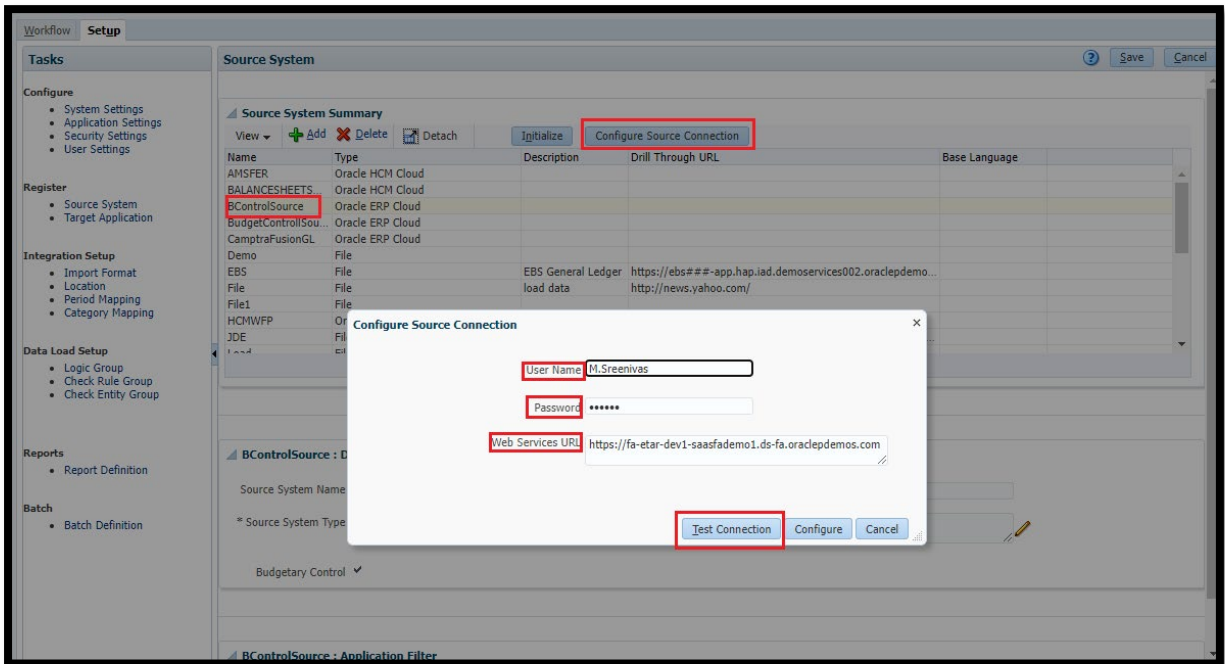 Workflow Setup
Tasks
Configure
System Settings
Application Settings
Security Settings
User Settings
Register
Source System
Target Application
Integration Setup
Import Format
Location
Period Mapping
Category Mapping
Data Load Setup
Logic Group
Check Rule Group
Check Entity Group
Reports
Report Definition
Batch
Batch Definition
Source System ? Save Cancel
Source System Summary
View Add Delete Detach Initialize Configure Source Connection
Name Type Description Drill Through URL Base Language
AMSFER Oracle HCM Cloud
BALANCESHEETS... Oracle HCM Cloud
BControlSource Oracle ERP Cloud
BudgetControllSou... Oracle ERP Cloud
CamptraFusionGL Oracle ERP Cloud
Demo File
EBS File EBS General Ledger https://ebs###-app.hap.iad.demoservices002.oraclepdemo...
File File load data http://news.yahoo.com/
File1 File
HCMWFP Or
JDE Fil
Configure Source Connection
User Name M.Sreenivas
Password ••••••
Web Services URL https://fa-etar-dev1-saasfademo1.ds-fa.oraclepdemos.com
Test Connection Configure Cancel
BControlSource : D
Source System Name
* Source System Type
Budgetary Control
BControlSource : Application Filter